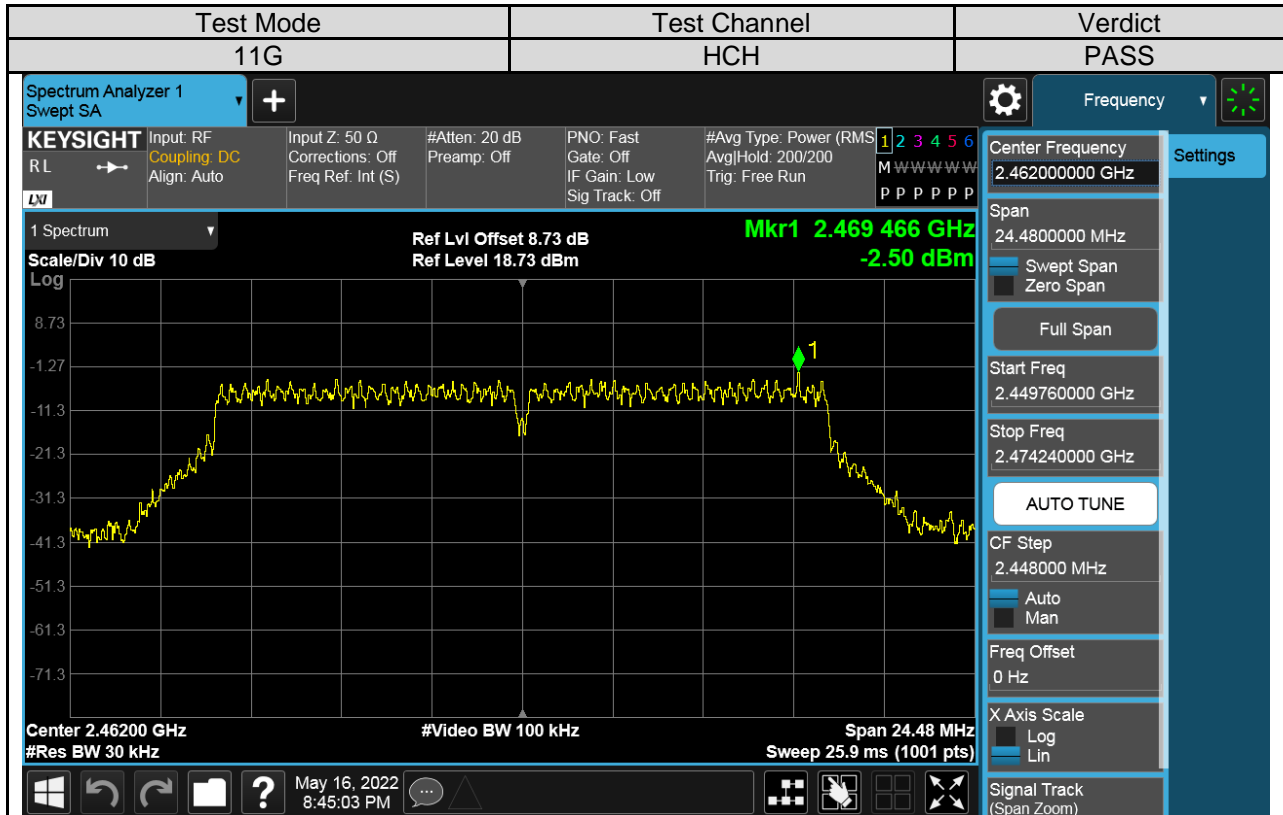 Test Mode Test Channel Verdict
11G HCH PASS
Spectrum Analyzer 1
Swept SA
+
Frequency
KEYSIGHT Input: RF Input Z: 50 Ω #Atten: 20 dB PNO: Fast #Avg Type: Power (RMS 1 2 3 4 5 6
R L Coupling: DC Corrections: Off Preamp: Off Gate: Off Avg|Hold: 200/200 M W W W W W
Align: Auto Freq Ref: Int (S) IF Gain: Low Trig: Free Run
LXI Sig Track: Off P P P P P P
1 Spectrum
Ref Lvl Offset 8.73 dB Mkr1 2.469 466 GHz
Scale/Div 10 dB Ref Level 18.73 dBm -2.50 dBm
Log
8.73
1
-1.27
-11.3
-21.3
-31.3
-41.3
-51.3
-61.3
-71.3
Center 2.46200 GHz #Video BW 100 kHz Span 24.48 MHz
#Res BW 30 kHz Sweep 25.9 ms (1001 pts)
? May 16, 2022
8:45:03 PM
Center Frequency
2.462000000 GHz
Settings
Span
24.4800000 MHz
Swept Span
Zero Span
Full Span
Start Freq
2.449760000 GHz
Stop Freq
2.474240000 GHz
AUTO TUNE
CF Step
2.448000 MHz
Auto
Man
Freq Offset
0 Hz
X Axis Scale
Log
Lin
Signal Track
(Span Zoom)